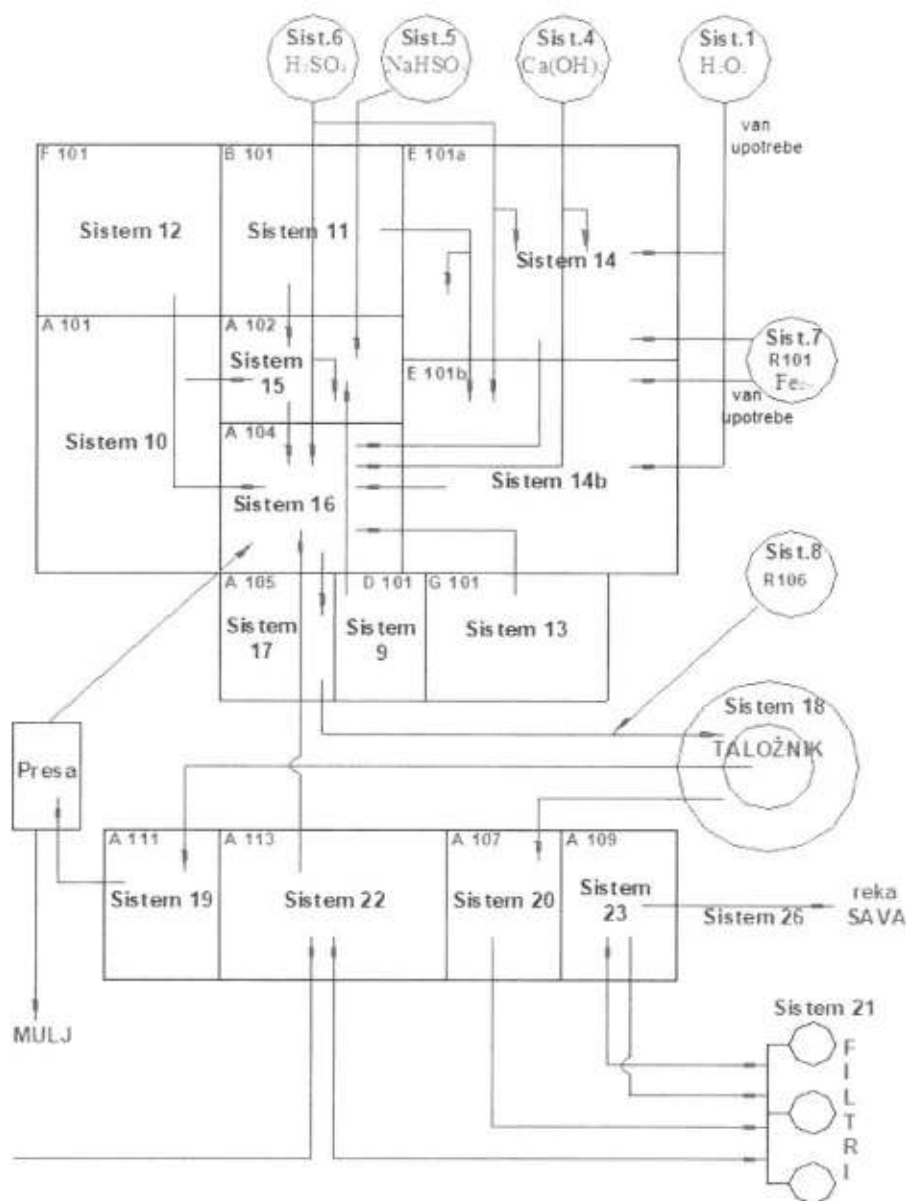 Sist.6
H₂SO₄
Sist.5
NaHSO₃
Sist.4
Ca(OH)₂
Sist.1
H₂O₂
van
upotrebe
F 101
B 101
E 101a
Sistem 12
Sistem 11
Sistem 14
A 101
A 102
Sistem
15
E 101b
Sist.7
R101
Fe₂₊
van
upotrebe
A 104
Sistem 10
Sistem 16
Sistem 14b
Sist.8
R106
A 105
D 101
G 101
Sistem
17
Sistem
9
Sistem 13
Sistem 18
TALOŽNIK
Presa
A 111
A 113
A 107
A 109
Sistem 19
Sistem 22
Sistem 20
Sistem
23
Sistem 26
reka
SAVA
MULJ
Sistem 21
F
I
L
T
R
I